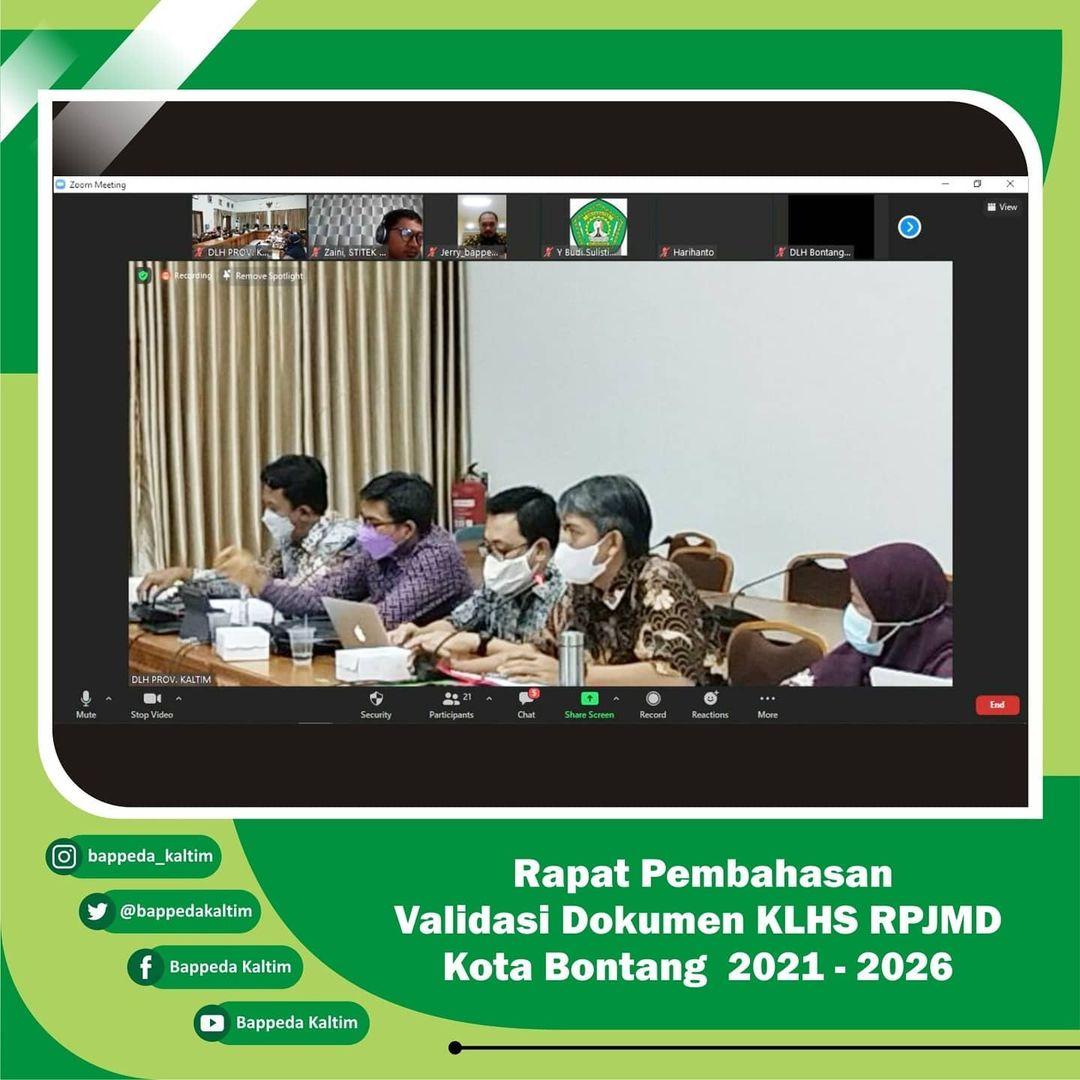 Zoom Meeting
View
DLH PROV. K...
Zaini, STITEK ...
Jerry_bappe...
Y Budi Sulisti...
Harihanto
DLH Bontang...
Recording
Remove Spotlight
DLH PROV. KALTIM
Mute
Stop Video
Security
21
Participants
5
Chat
Share Screen
Record
Reactions
More
End
bappeda_kaltim
@bappedakaltim
Bappeda Kaltim
Bappeda Kaltim
Rapat Pembahasan
Validasi Dokumen KLHS RPJMD
Kota Bontang 2021 - 2026